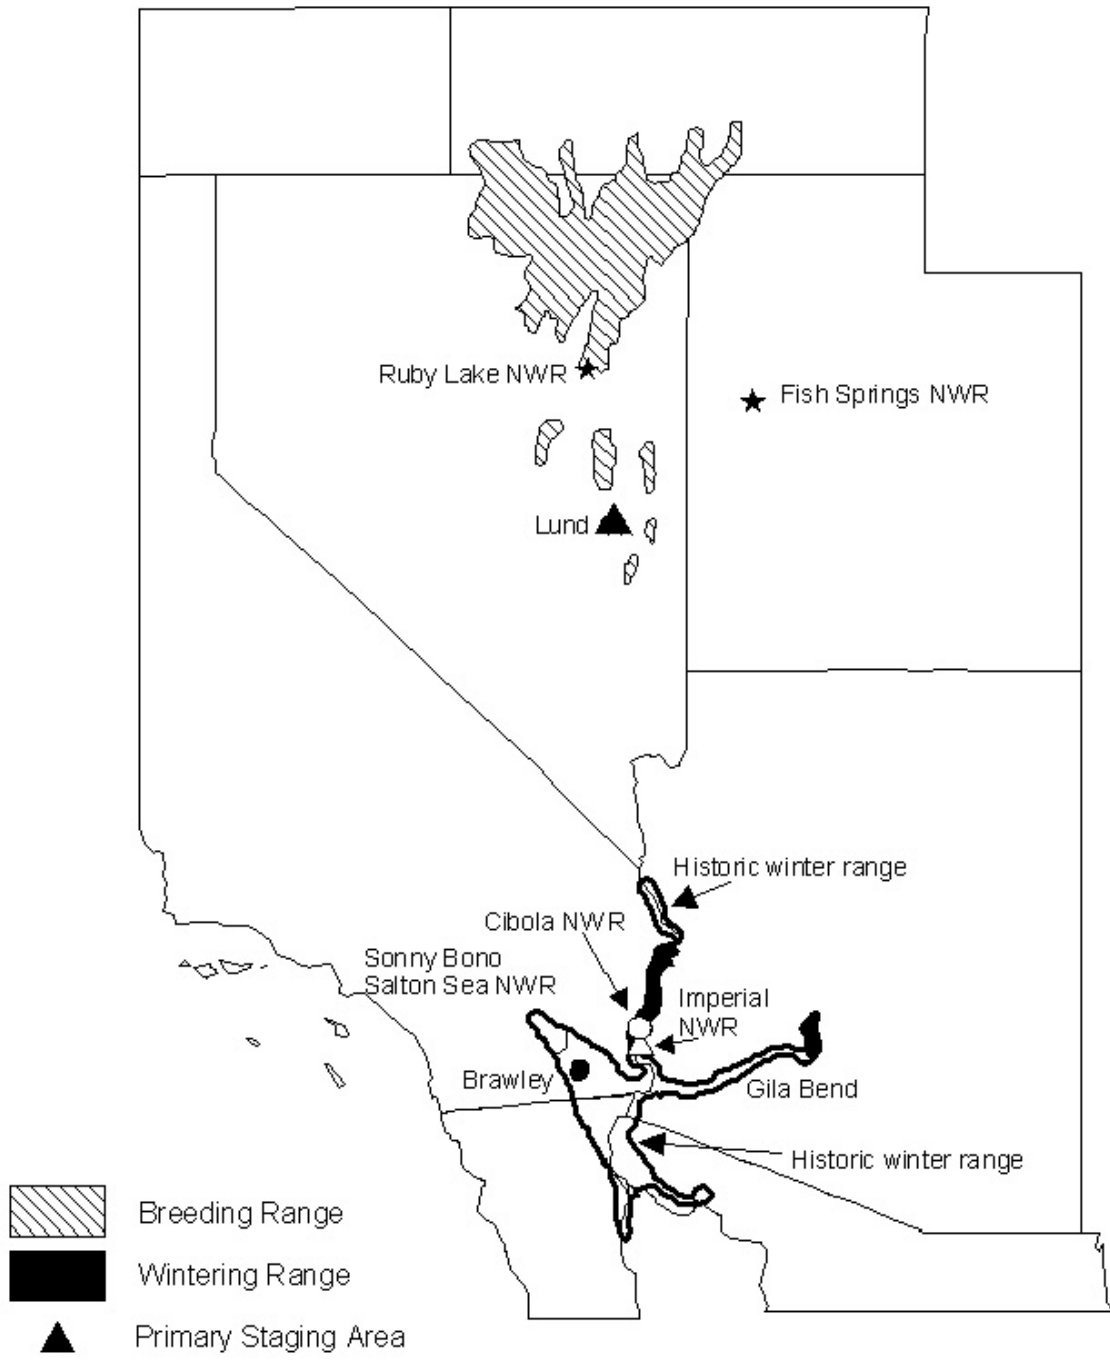 Ruby Lake NWR
Fish Springs NWR
Lund
Historic winter range
Cibola NWR
Sonny Bono
Salton Sea NWR
Imperial
NWR
Brawley
Gila Bend
Historic winter range
Breeding Range
Wintering Range
Primary Staging Area